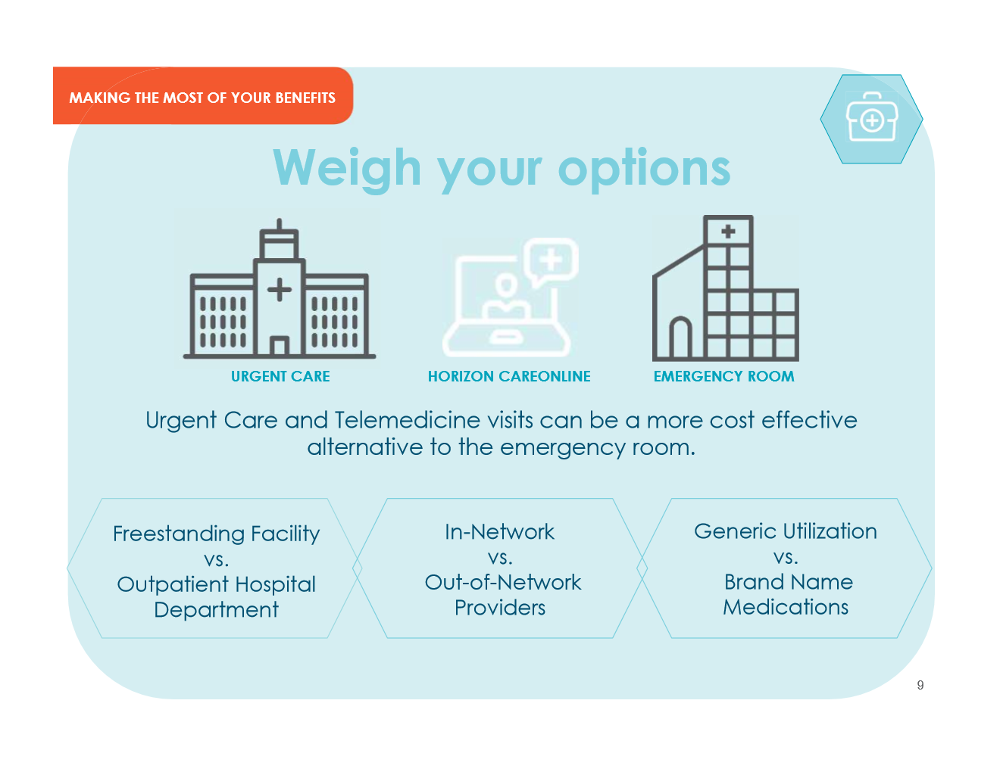 MAKING THE MOST OF YOUR BENEFITS
Weigh your options
URGENT CARE
HORIZON CAREONLINE
EMERGENCY ROOM
Urgent Care and Telemedicine visits can be a more cost effective
alternative to the emergency room.
Freestanding Facility
vs.
Outpatient Hospital
Department
In-Network
vs.
Out-of-Network
Providers
Generic Utilization
vs.
Brand Name
Medications
9